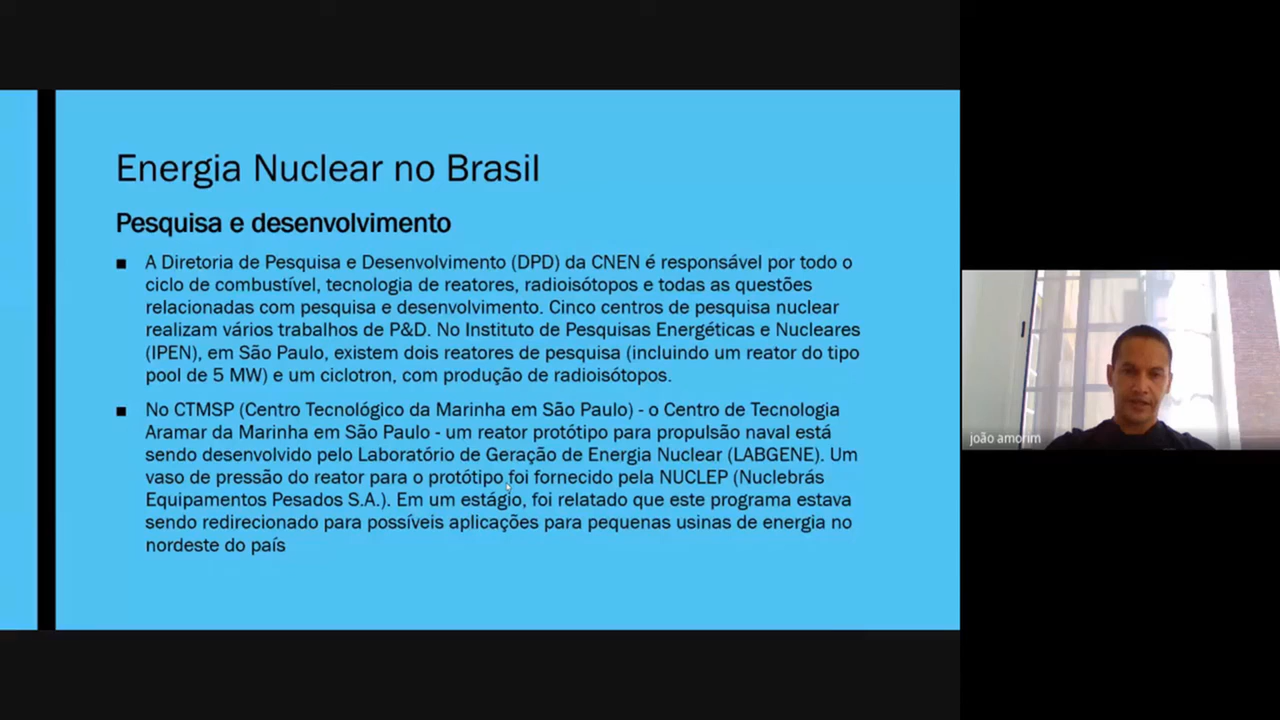 Energia Nuclear no Brasil
Pesquisa e desenvolvimento
■ A Diretoria de Pesquisa e Desenvolvimento (DPD) da CNEN é responsável por todo o
ciclo de combustível, tecnologia de reatores, radioisótopos e todas as questões
relacionadas com pesquisa e desenvolvimento. Cinco centros de pesquisa nuclear
realizam vários trabalhos de P&D. No Instituto de Pesquisas Energéticas e Nucleares
(IPEN), em São Paulo, existem dois reatores de pesquisa (incluindo um reator do tipo
pool de 5 MW) e um ciclotron, com produção de radioisótopos.
■ No CTMSP (Centro Tecnológico da Marinha em São Paulo) - o Centro de Tecnologia
Aramar da Marinha em São Paulo - um reator protótipo para propulsão naval está
sendo desenvolvido pelo Laboratório de Geração de Energia Nuclear (LABGENE). Um
vaso de pressão do reator para o protótipo foi fornecido pela NUCLEP (Nuclebrás
Equipamentos Pesados S.A.). Em um estágio, foi relatado que este programa estava
sendo redirecionado para possíveis aplicações para pequenas usinas de energia no
nordeste do país
joão amorim